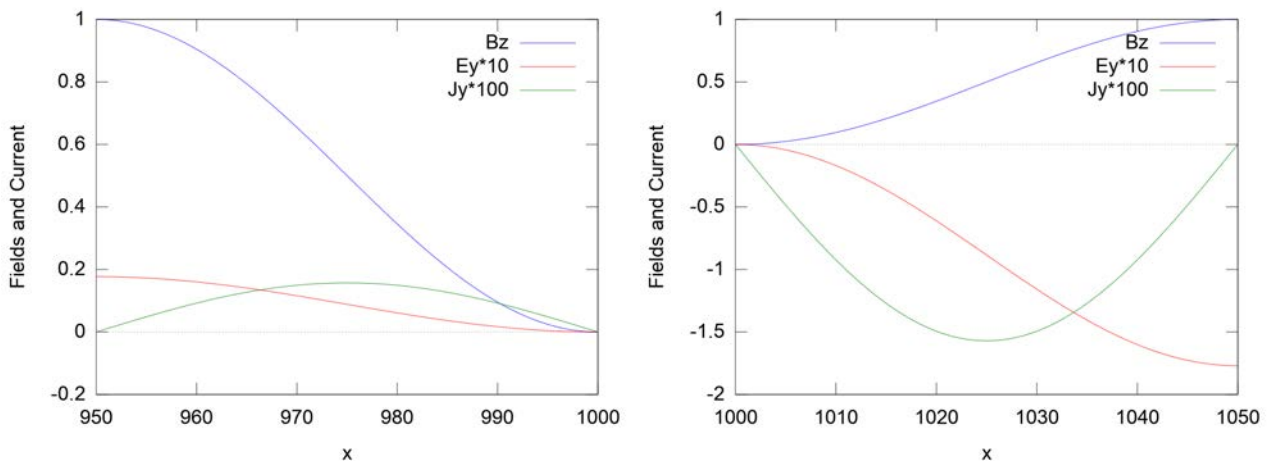 1
0.8
0.6
0.4
0.2
0
-0.2
Fields and Current
Bz
Ey*10
Jy*100
950 960 970 980 990 1000
x
1
0.5
0
-0.5
-1
-1.5
-2
Fields and Current
Bz
Ey*10
Jy*100
1000 1010 1020 1030 1040 1050
x